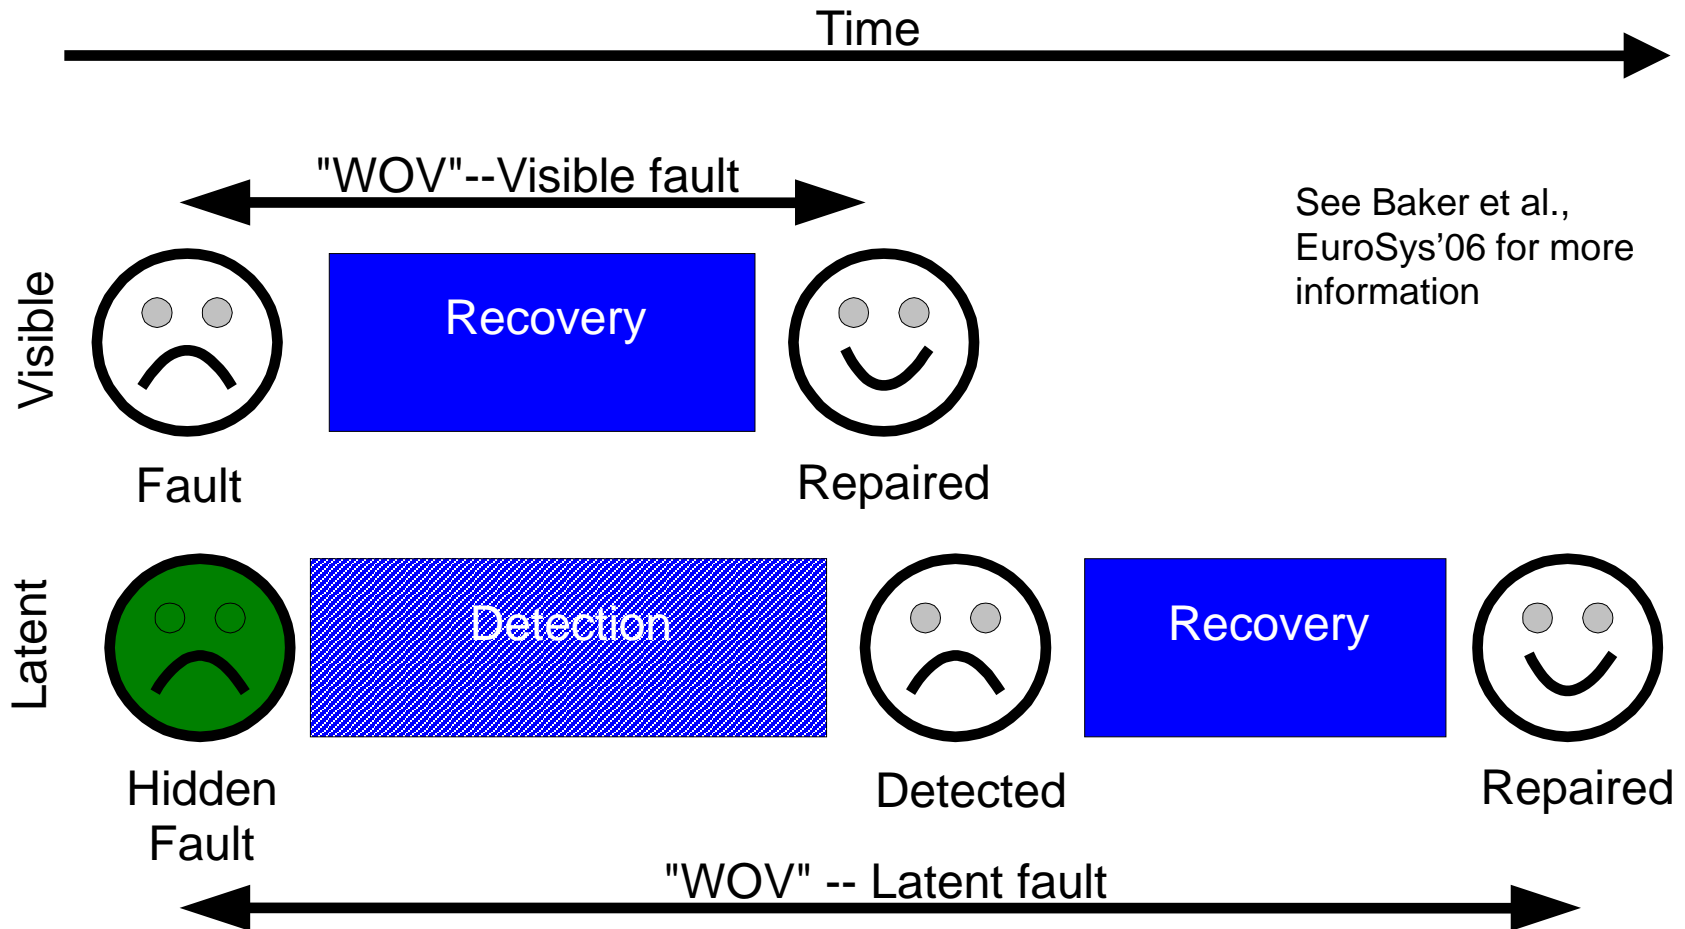 Time
"WOV"--Visible fault
See Baker et al.,
EuroSys’06 for more
information
Visible
Recovery
Fault
Repaired
Latent
Detection
Recovery
Hidden
Fault
Detected
Repaired
"WOV" -- Latent fault